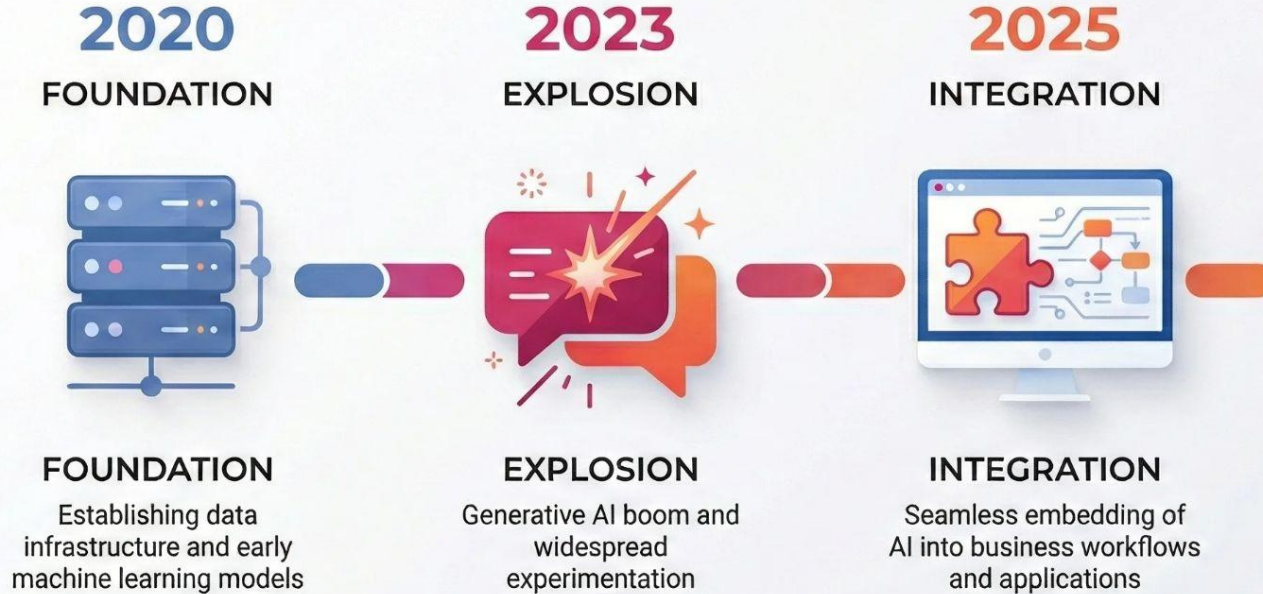 2020
FOUNDATION
FOUNDATION
Establishing data
infrastructure and early
machine learning models
2023
EXPLOSION
EXPLOSION
Generative AI boom and
widespread
experimentation
2025
INTEGRATION
INTEGRATION
Seamless embedding of
AI into business workflows
and applications